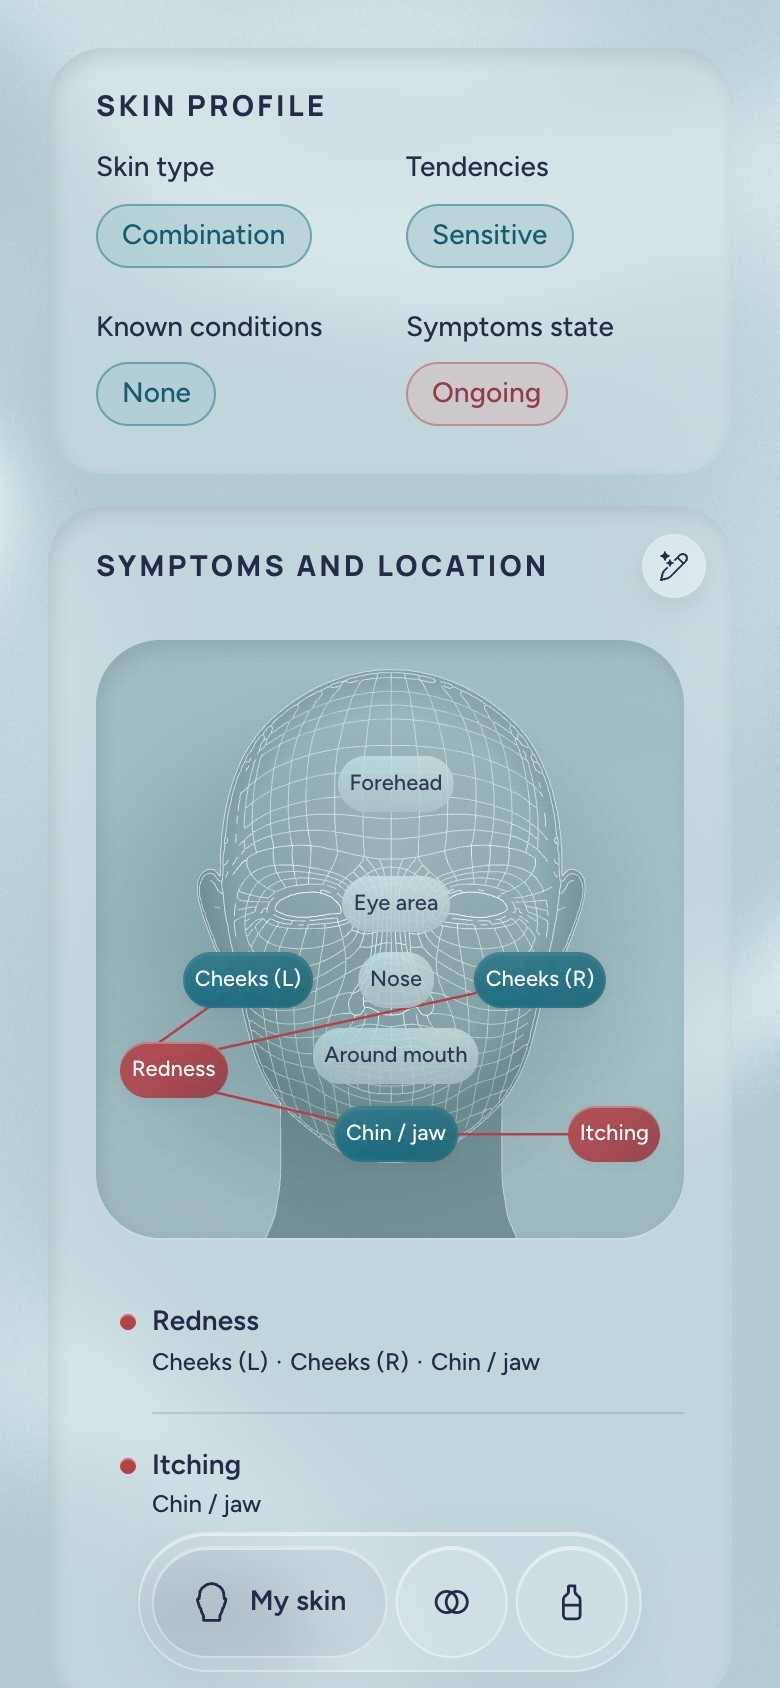 SKIN PROFILE
Skin type
Tendencies
Combination
Sensitive
Known conditions
Symptoms state
None
Ongoing
SYMPTOMS AND LOCATION
Forehead
Eye area
Cheeks (L)
Nose
Cheeks (R)
Redness
Around mouth
Chin / jaw
Itching
Redness
Cheeks (L) · Cheeks (R) · Chin / jaw
Itching
Chin / jaw
My skin